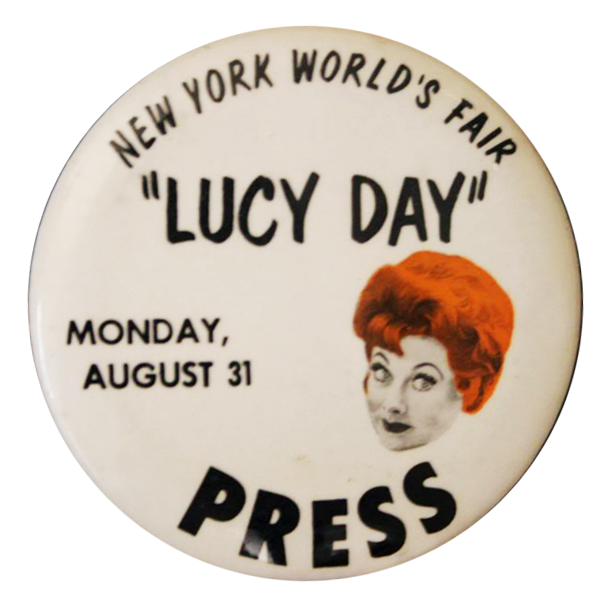 NEW YORK WORLD'S FAIR
"LUCY DAY"
MONDAY,
AUGUST 31
PRESS